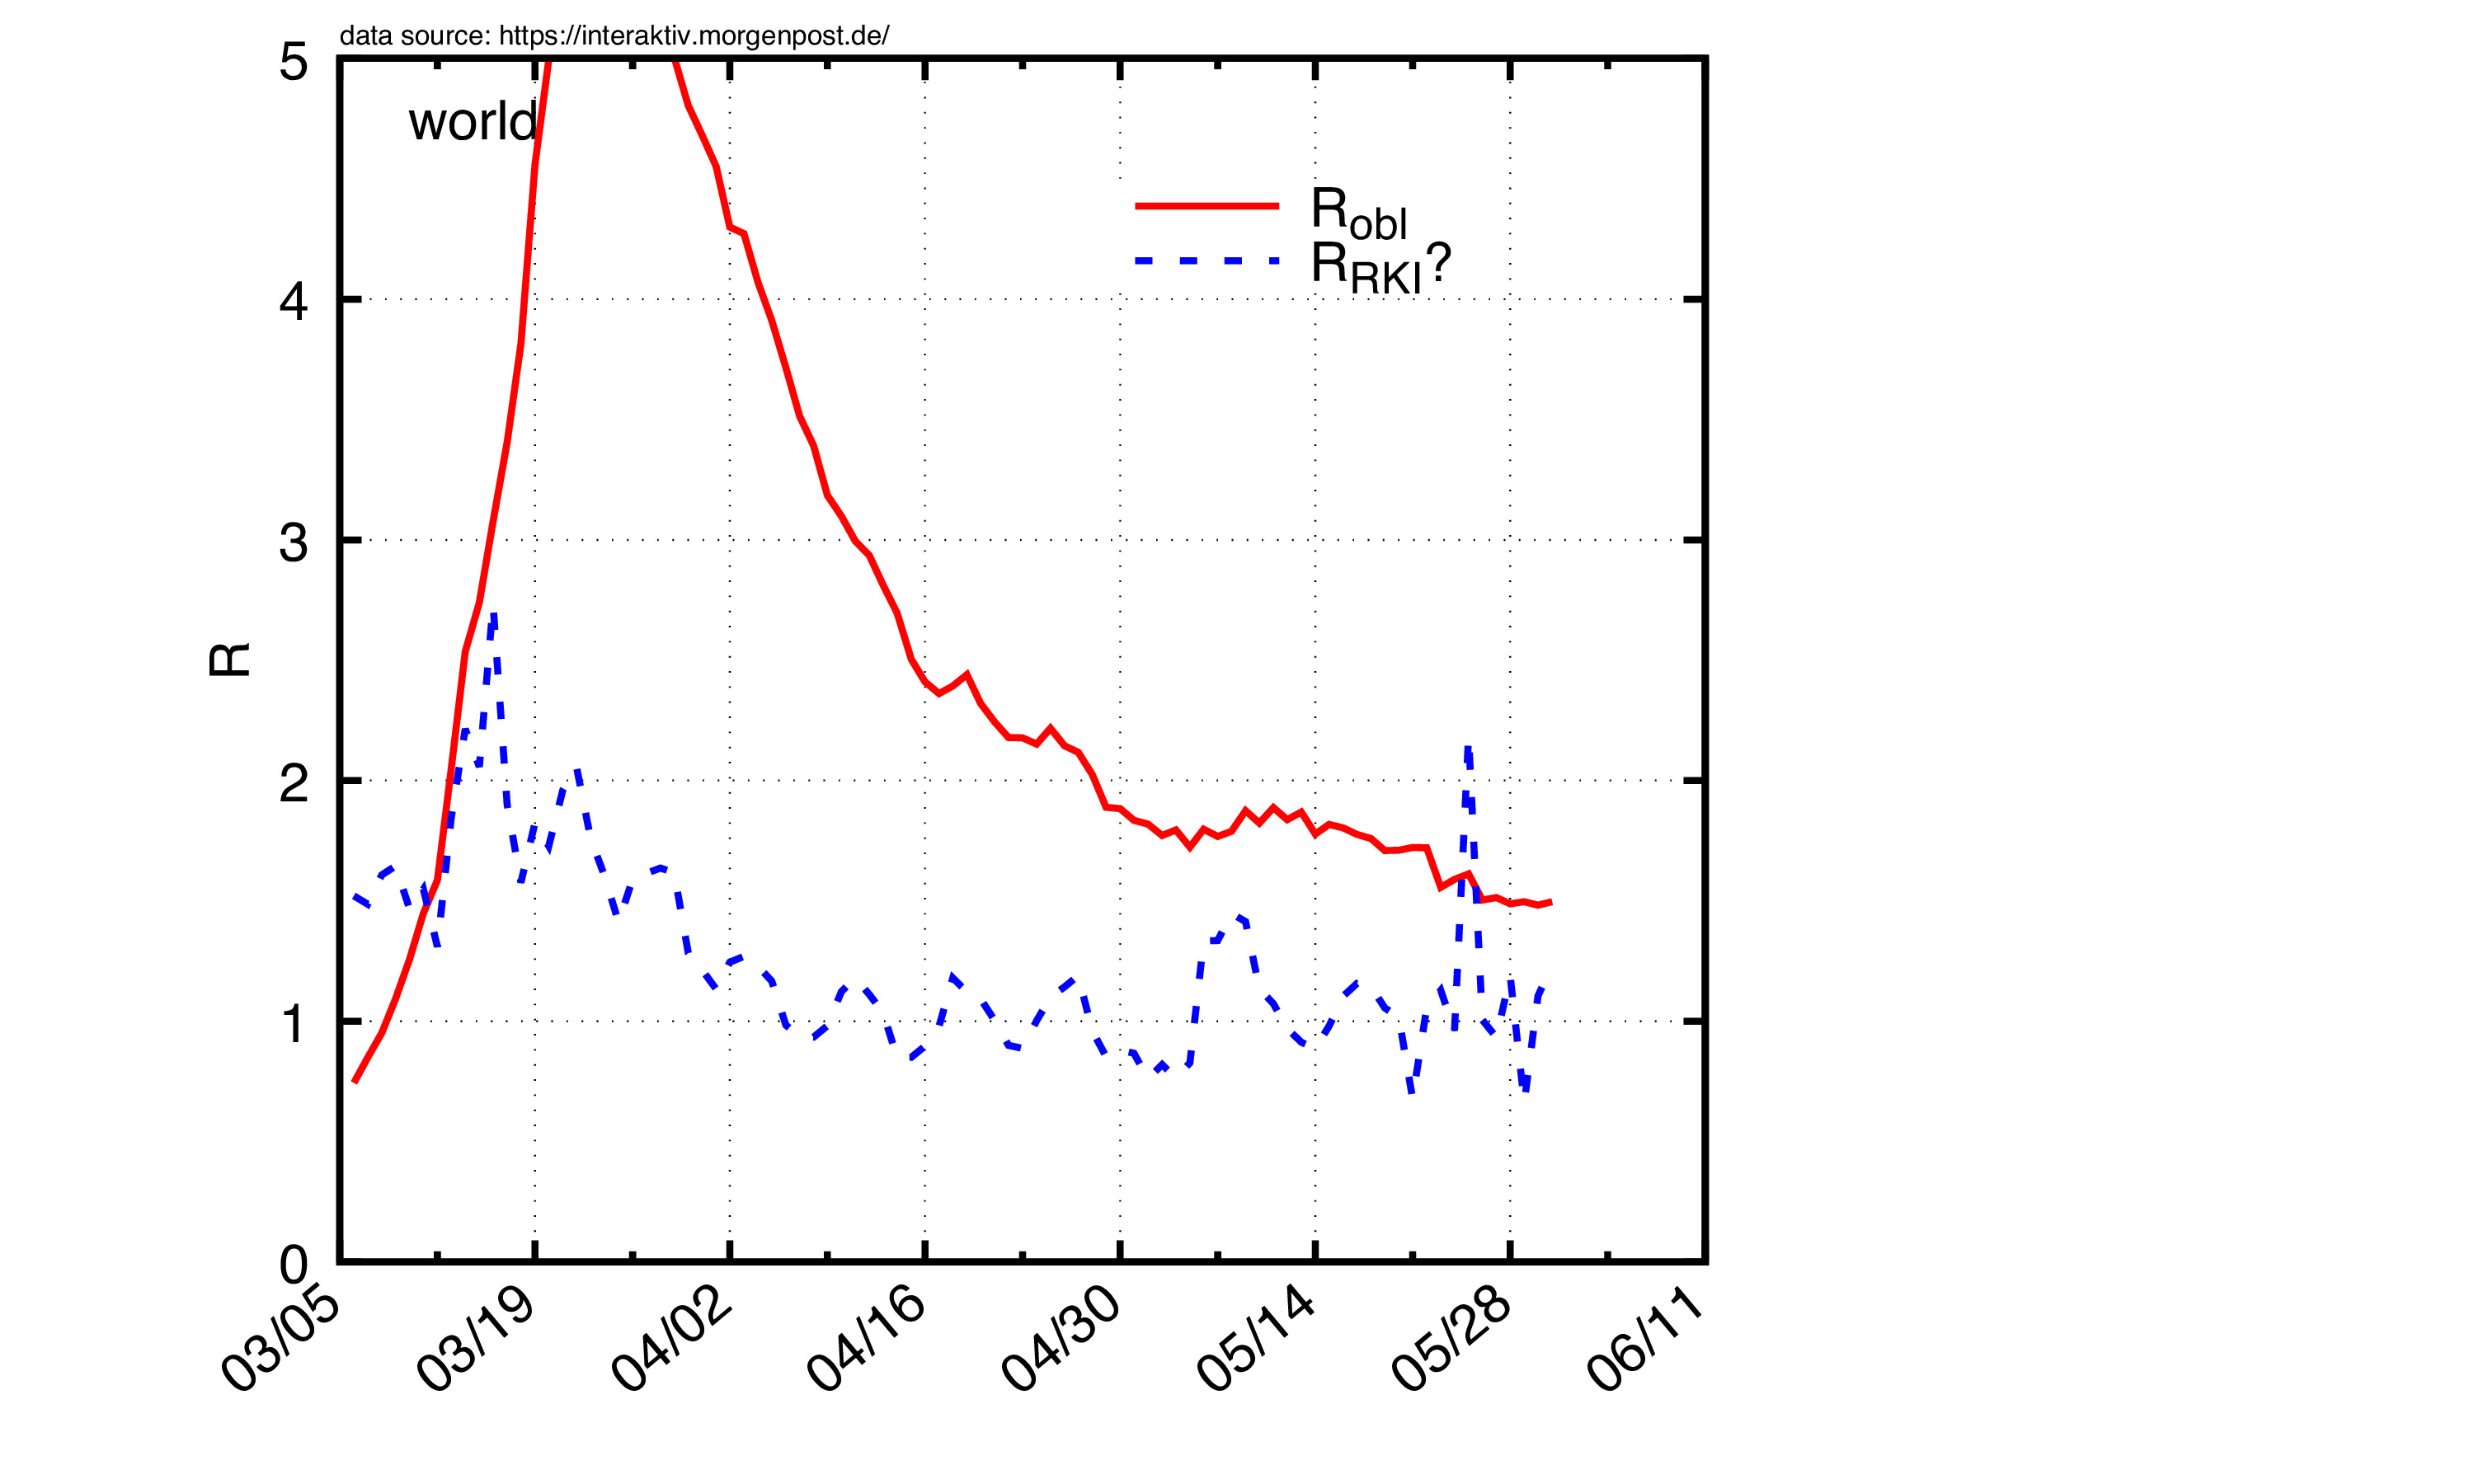 data source: https://interaktiv.morgenpost.de/
world
R_obl
R_RKI?
R
5
4
3
2
1
0
03/05
03/19
04/02
04/16
04/30
05/14
05/28
06/11